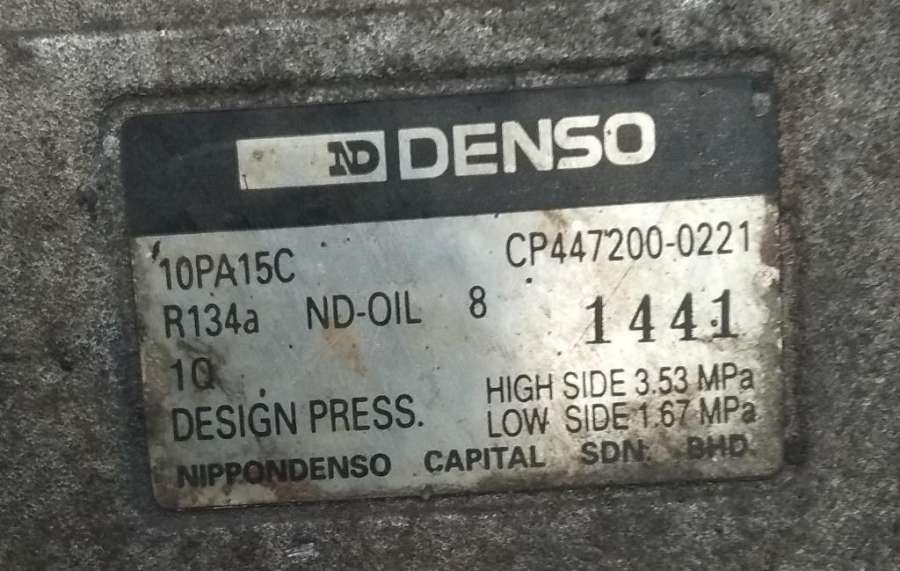 ND DENSO
10PA15C CP447200-0221
R134a ND-OIL 8 1441
1Q
DESIGN PRESS. HIGH SIDE 3.53 MPa
LOW SIDE 1.67 MPa
NIPPONDENSO CAPITAL SDN. BHD.